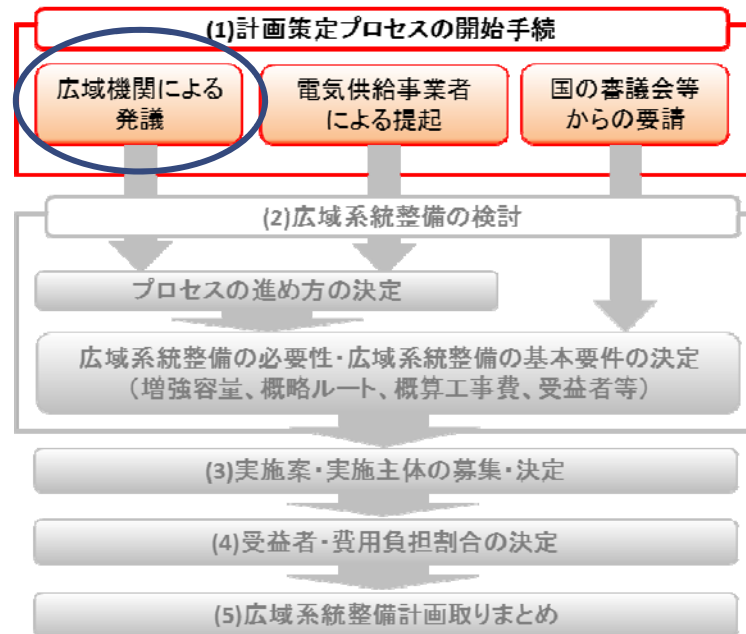 (1)計画策定プロセスの開始手続
広域機関による
発議
電気供給事業者
による提起
国の審議会等
からの要請
(2)広域系統整備の検討
プロセスの進め方の決定
広域系統整備の必要性・広域系統整備の基本要件の決定
(増強容量、概略ルート、概算工事費、受益者等)
(3)実施案・実施主体の募集・決定
(4)受益者・費用負担割合の決定
(5)広域系統整備計画取りまとめ